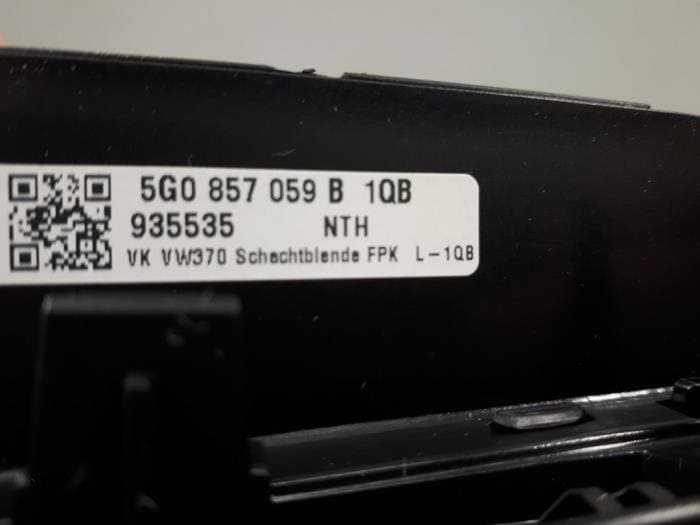 5G0 857 059 B 1QB
935535 NTH
VK VW370 Schachtblende FPK L-1QB